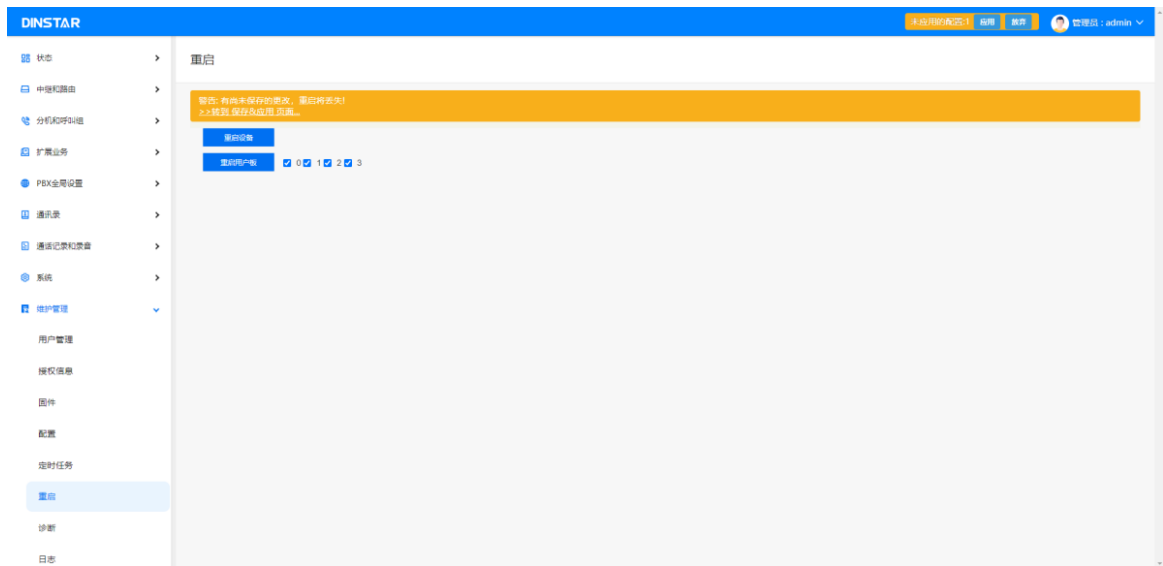 DINSTAR
未应用的配置:1 应用 放弃 管理员 : admin
状态
中继和路由
分机和呼叫组
扩展业务
PBX全局设置
通讯录
通话记录和录音
系统
维护管理
用户管理
授权信息
固件
配置
定时任务
重启
诊断
日志
重启
警告: 有尚未保存的更改，重启将丢失!
>>转到 保存&应用 页面...
重启设备
重启用户板 0 1 2 3